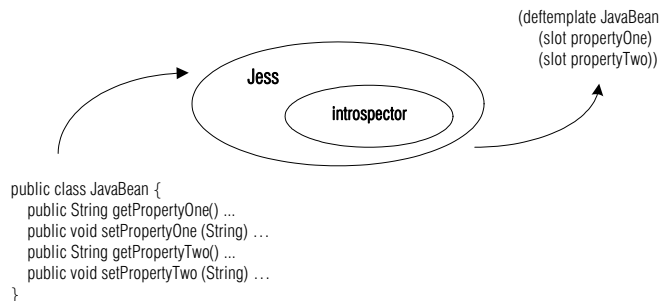 (deftemplate JavaBean
(slot propertyOne)
(slot propertyTwo))
Jess
introspector
public class JavaBean {
public String getPropertyOne() ...
public void setPropertyOne (String) …
public String getPropertyTwo() ...
public void setPropertyTwo (String) …
}